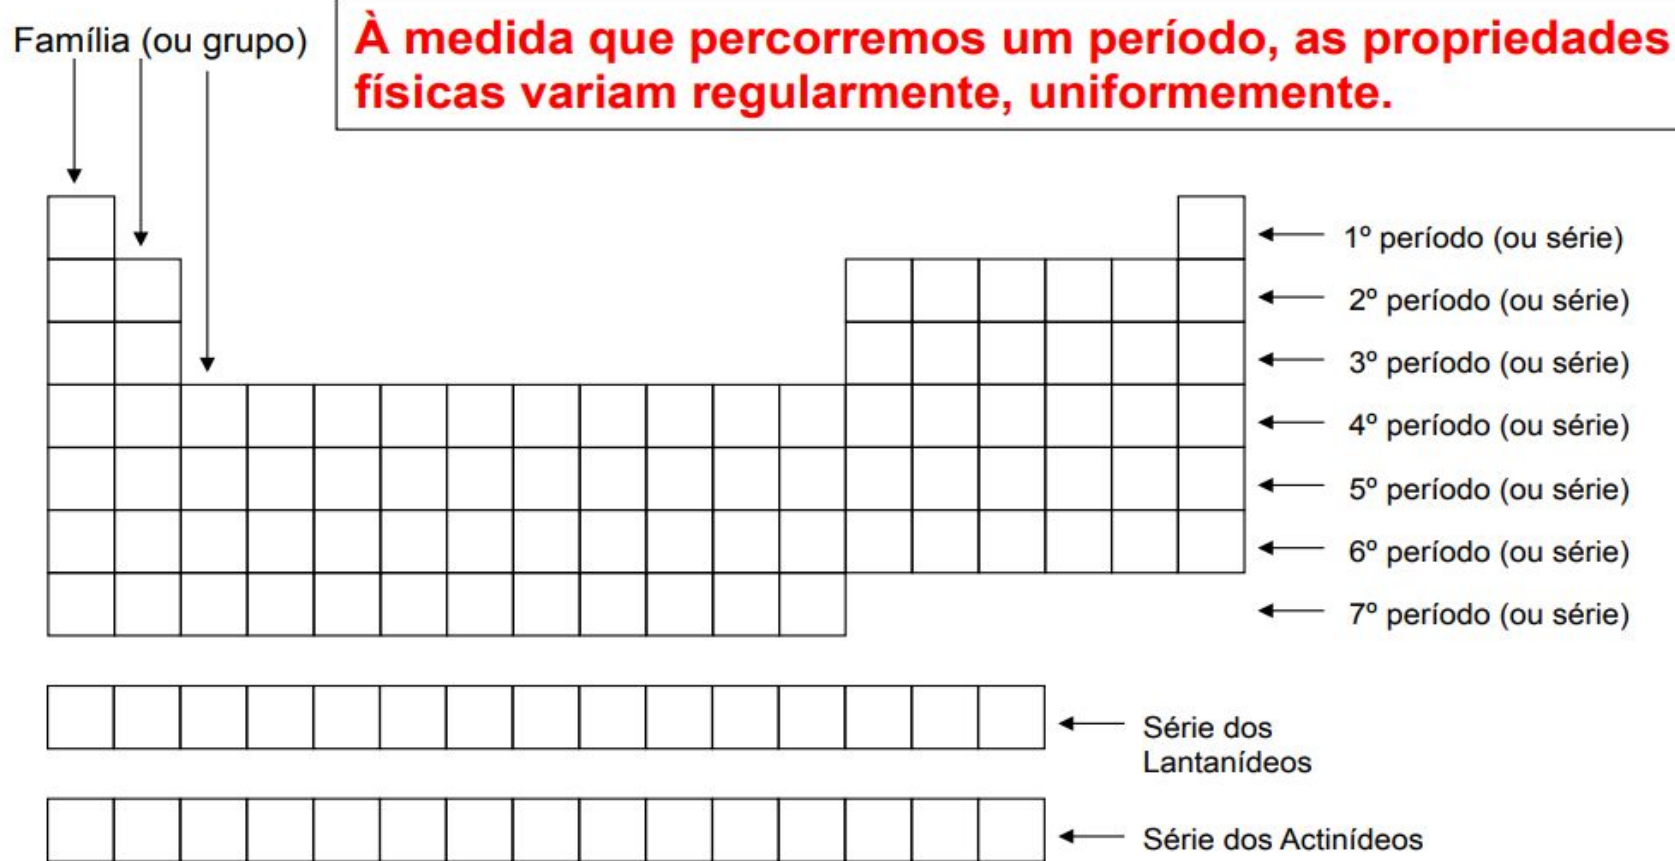 Família (ou grupo)
À medida que percorremos um período, as propriedades
físicas variam regularmente, uniformemente.
1º período (ou série)
2º período (ou série)
3º período (ou série)
4º período (ou série)
5º período (ou série)
6º período (ou série)
7º período (ou série)
Série dos
Lantanídeos
Série dos Actinídeos